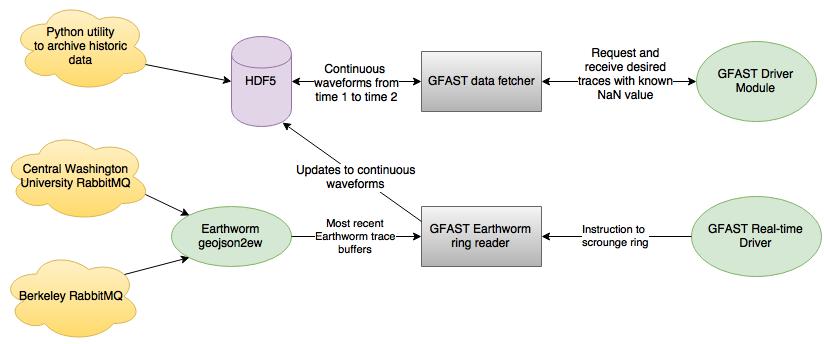 Python utility
to archive historic
data
HDF5
Continuous
waveforms from
time 1 to time 2
GFAST data fetcher
Request and
receive desired
traces with known
NaN value
GFAST Driver
Module
Central Washington
University RabbitMQ
Updates to continuous
waveforms
Earthworm
geojson2ew
Most recent
Earthworm trace
buffers
GFAST Earthworm
ring reader
Instruction to
scrounge ring
GFAST Real-time
Driver
Berkeley RabbitMQ